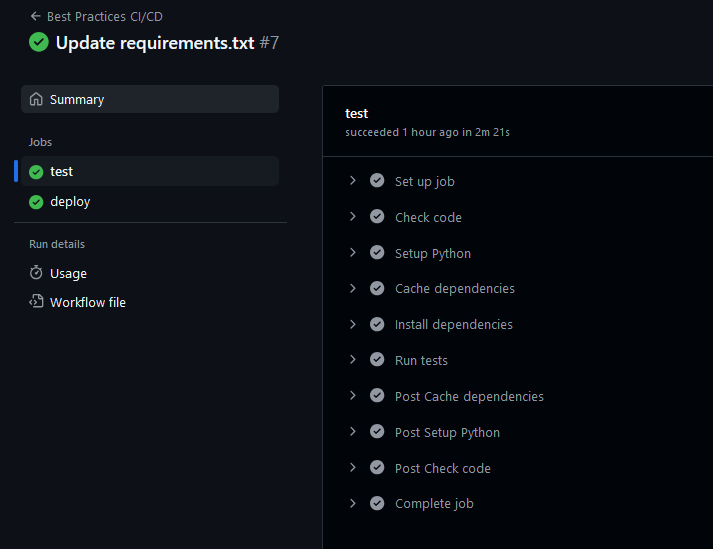 Best Practices CI/CD
Update requirements.txt #7
Summary
Jobs
test
deploy
Run details
Usage
Workflow file
test
succeeded 1 hour ago in 2m 21s
Set up job
Check code
Setup Python
Cache dependencies
Install dependencies
Run tests
Post Cache dependencies
Post Setup Python
Post Check code
Complete job